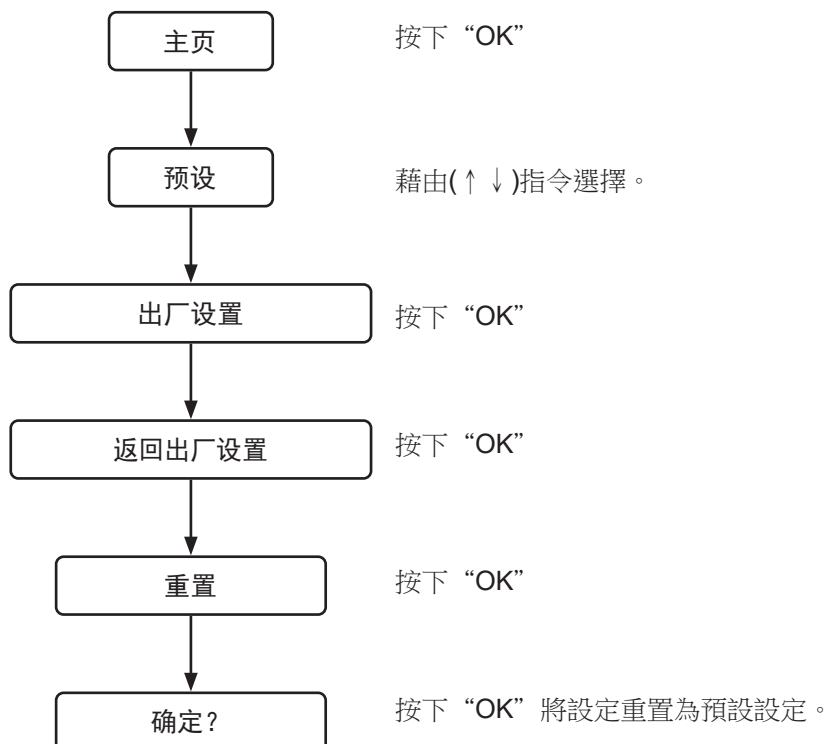 主页
按下“OK”
预设
藉由(↑↓)指令選擇。
出厂设置
按下“OK”
返回出厂设置
按下“OK”
重置
按下“OK”
确定?
按下“OK”將設定重置為預設設定。